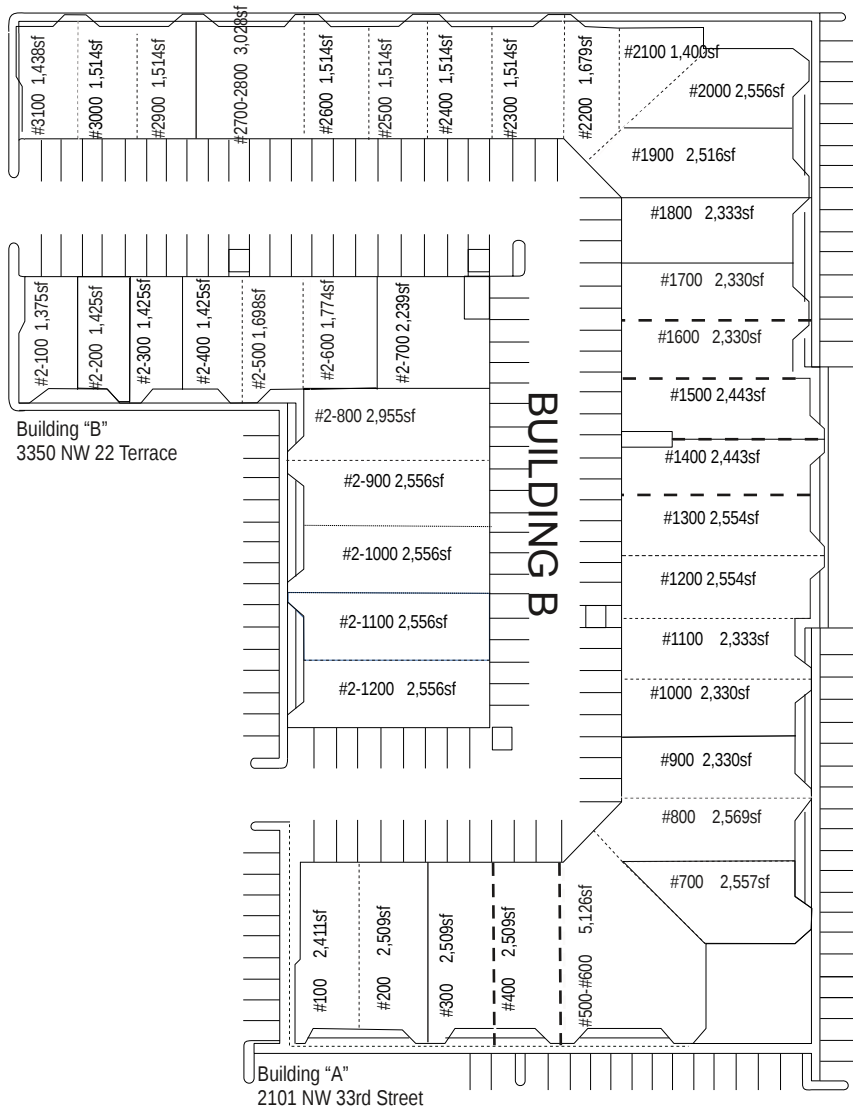 #3100 1,438sf
#3000 1,514sf
#2900 1,514sf
#2700-2800 3,028sf
#2600 1,514sf
#2500 1,514sf
#2400 1,514sf
#2300 1,514sf
#2200 1,679sf
#2100 1,400sf
#2000 2,556sf
#1900 2,516sf
#1800 2,333sf
#1700 2,330sf
#1600 2,330sf
#1500 2,443sf
#1400 2,443sf
#1300 2,554sf
#1200 2,554sf
#1100 2,333sf
#1000 2,330sf
#900 2,330sf
#800 2,569sf
#700 2,557sf
#2-100 1,375sf
#2-200 1,425sf
#2-300 1,425sf
#2-400 1,425sf
#2-500 1,698sf
#2-600 1,774sf
#2-700 2,239sf
#2-800 2,955sf
#2-900 2,556sf
#2-1000 2,556sf
#2-1100 2,556sf
#2-1200 2,556sf
Building “B”
3350 NW 22 Terrace
BUILDING B
#100 2,411sf
#200 2,509sf
#300 2,509sf
#400 2,509sf
#500-#600 5,126sf
Building “A”
2101 NW 33rd Street